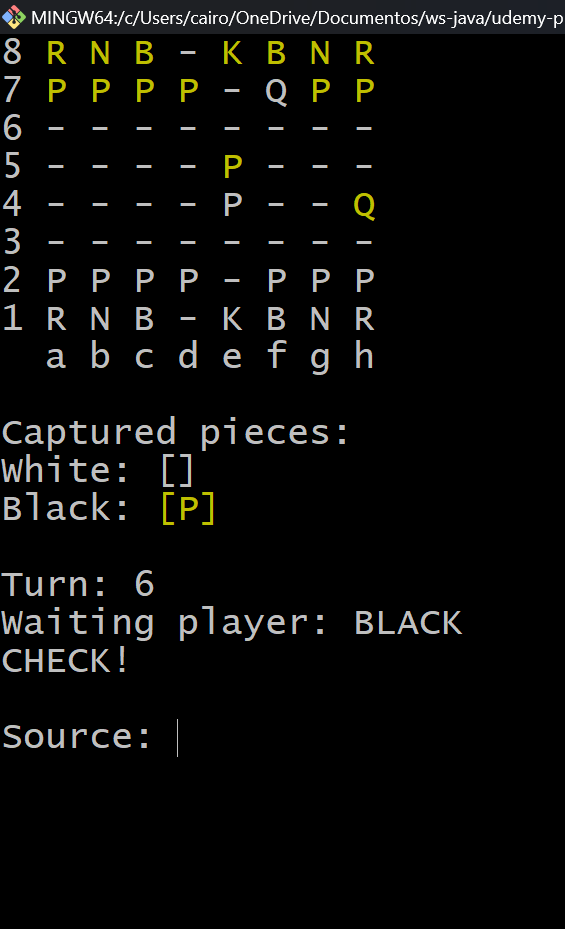 MINGW64:/c/Users/cairo/OneDrive/Documentos/ws-java/udemy-p
8 R N B - K B N R
7 P P P P - Q P P
6 - - - - - - - -
5 - - - - P - - -
4 - - - - P - - Q
3 - - - - - - - -
2 P P P P - P P P
1 R N B - K B N R
a b c d e f g h
Captured pieces:
White: []
Black: [P]
Turn: 6
Waiting player: BLACK
CHECK!
Source: